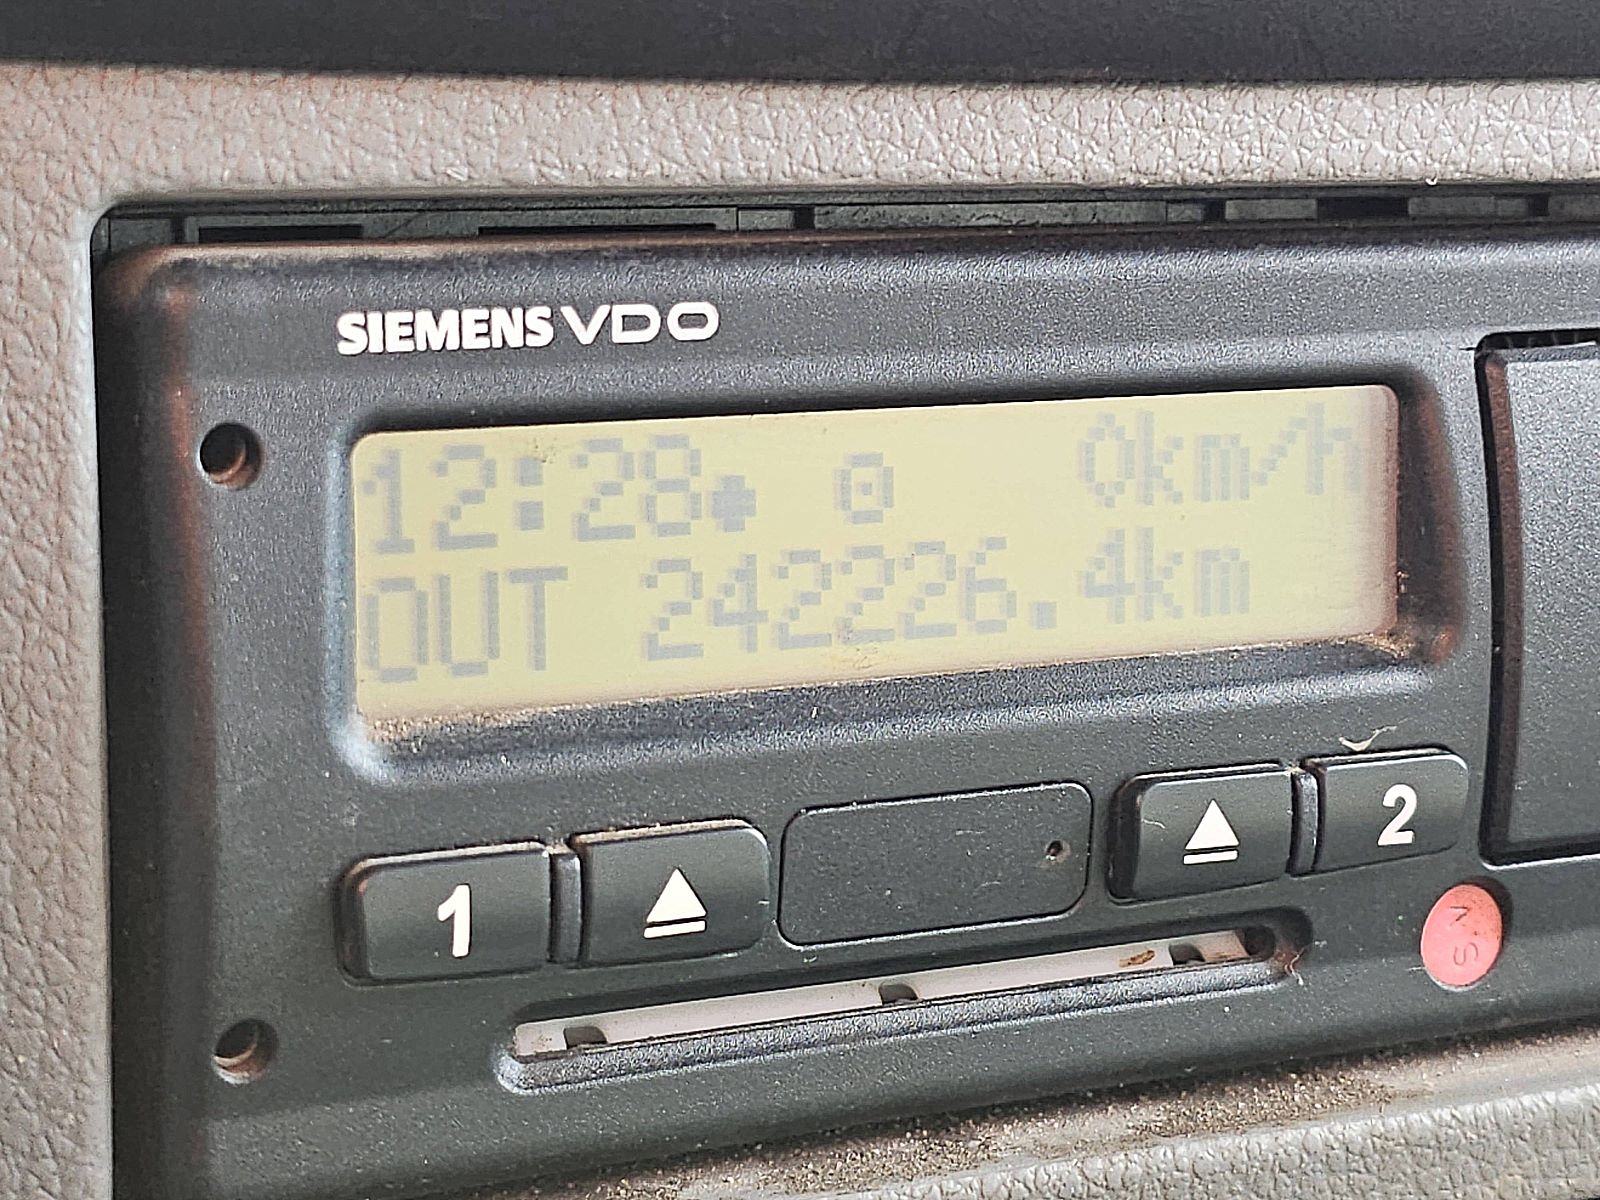 SIEMENS VDO
12:28 0km/h
OUT 242226.4km
1
2